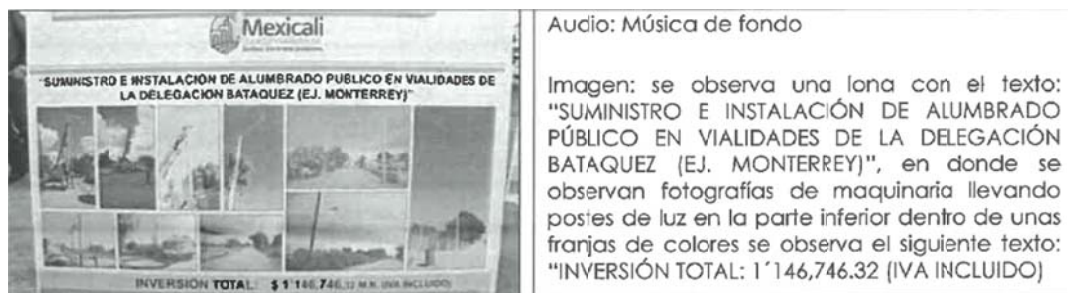 Mexicali
"SUMINISTRO E INSTALACIÓN DE ALUMBRADO PUBLICO EN VIALIDADES DE
LA DELEGACION BATAQUEZ (EJ. MONTERREY)"
INVERSIÓN TOTAL: $ 1'146,746.32 M.N. (IVA INCLUIDO)
Audio: Música de fondo
Imagen: se observa una lona con el texto:
"SUMINISTRO E INSTALACIÓN DE ALUMBRADO
PÚBLICO EN VIALIDADES DE LA DELEGACIÓN
BATAQUEZ (EJ. MONTERREY)", en donde se
observan fotografías de maquinaria llevando
postes de luz en la parte inferior dentro de unas
franjas de colores se observa el siguiente texto:
"INVERSIÓN TOTAL: 1´146,746.32 (IVA INCLUIDO)